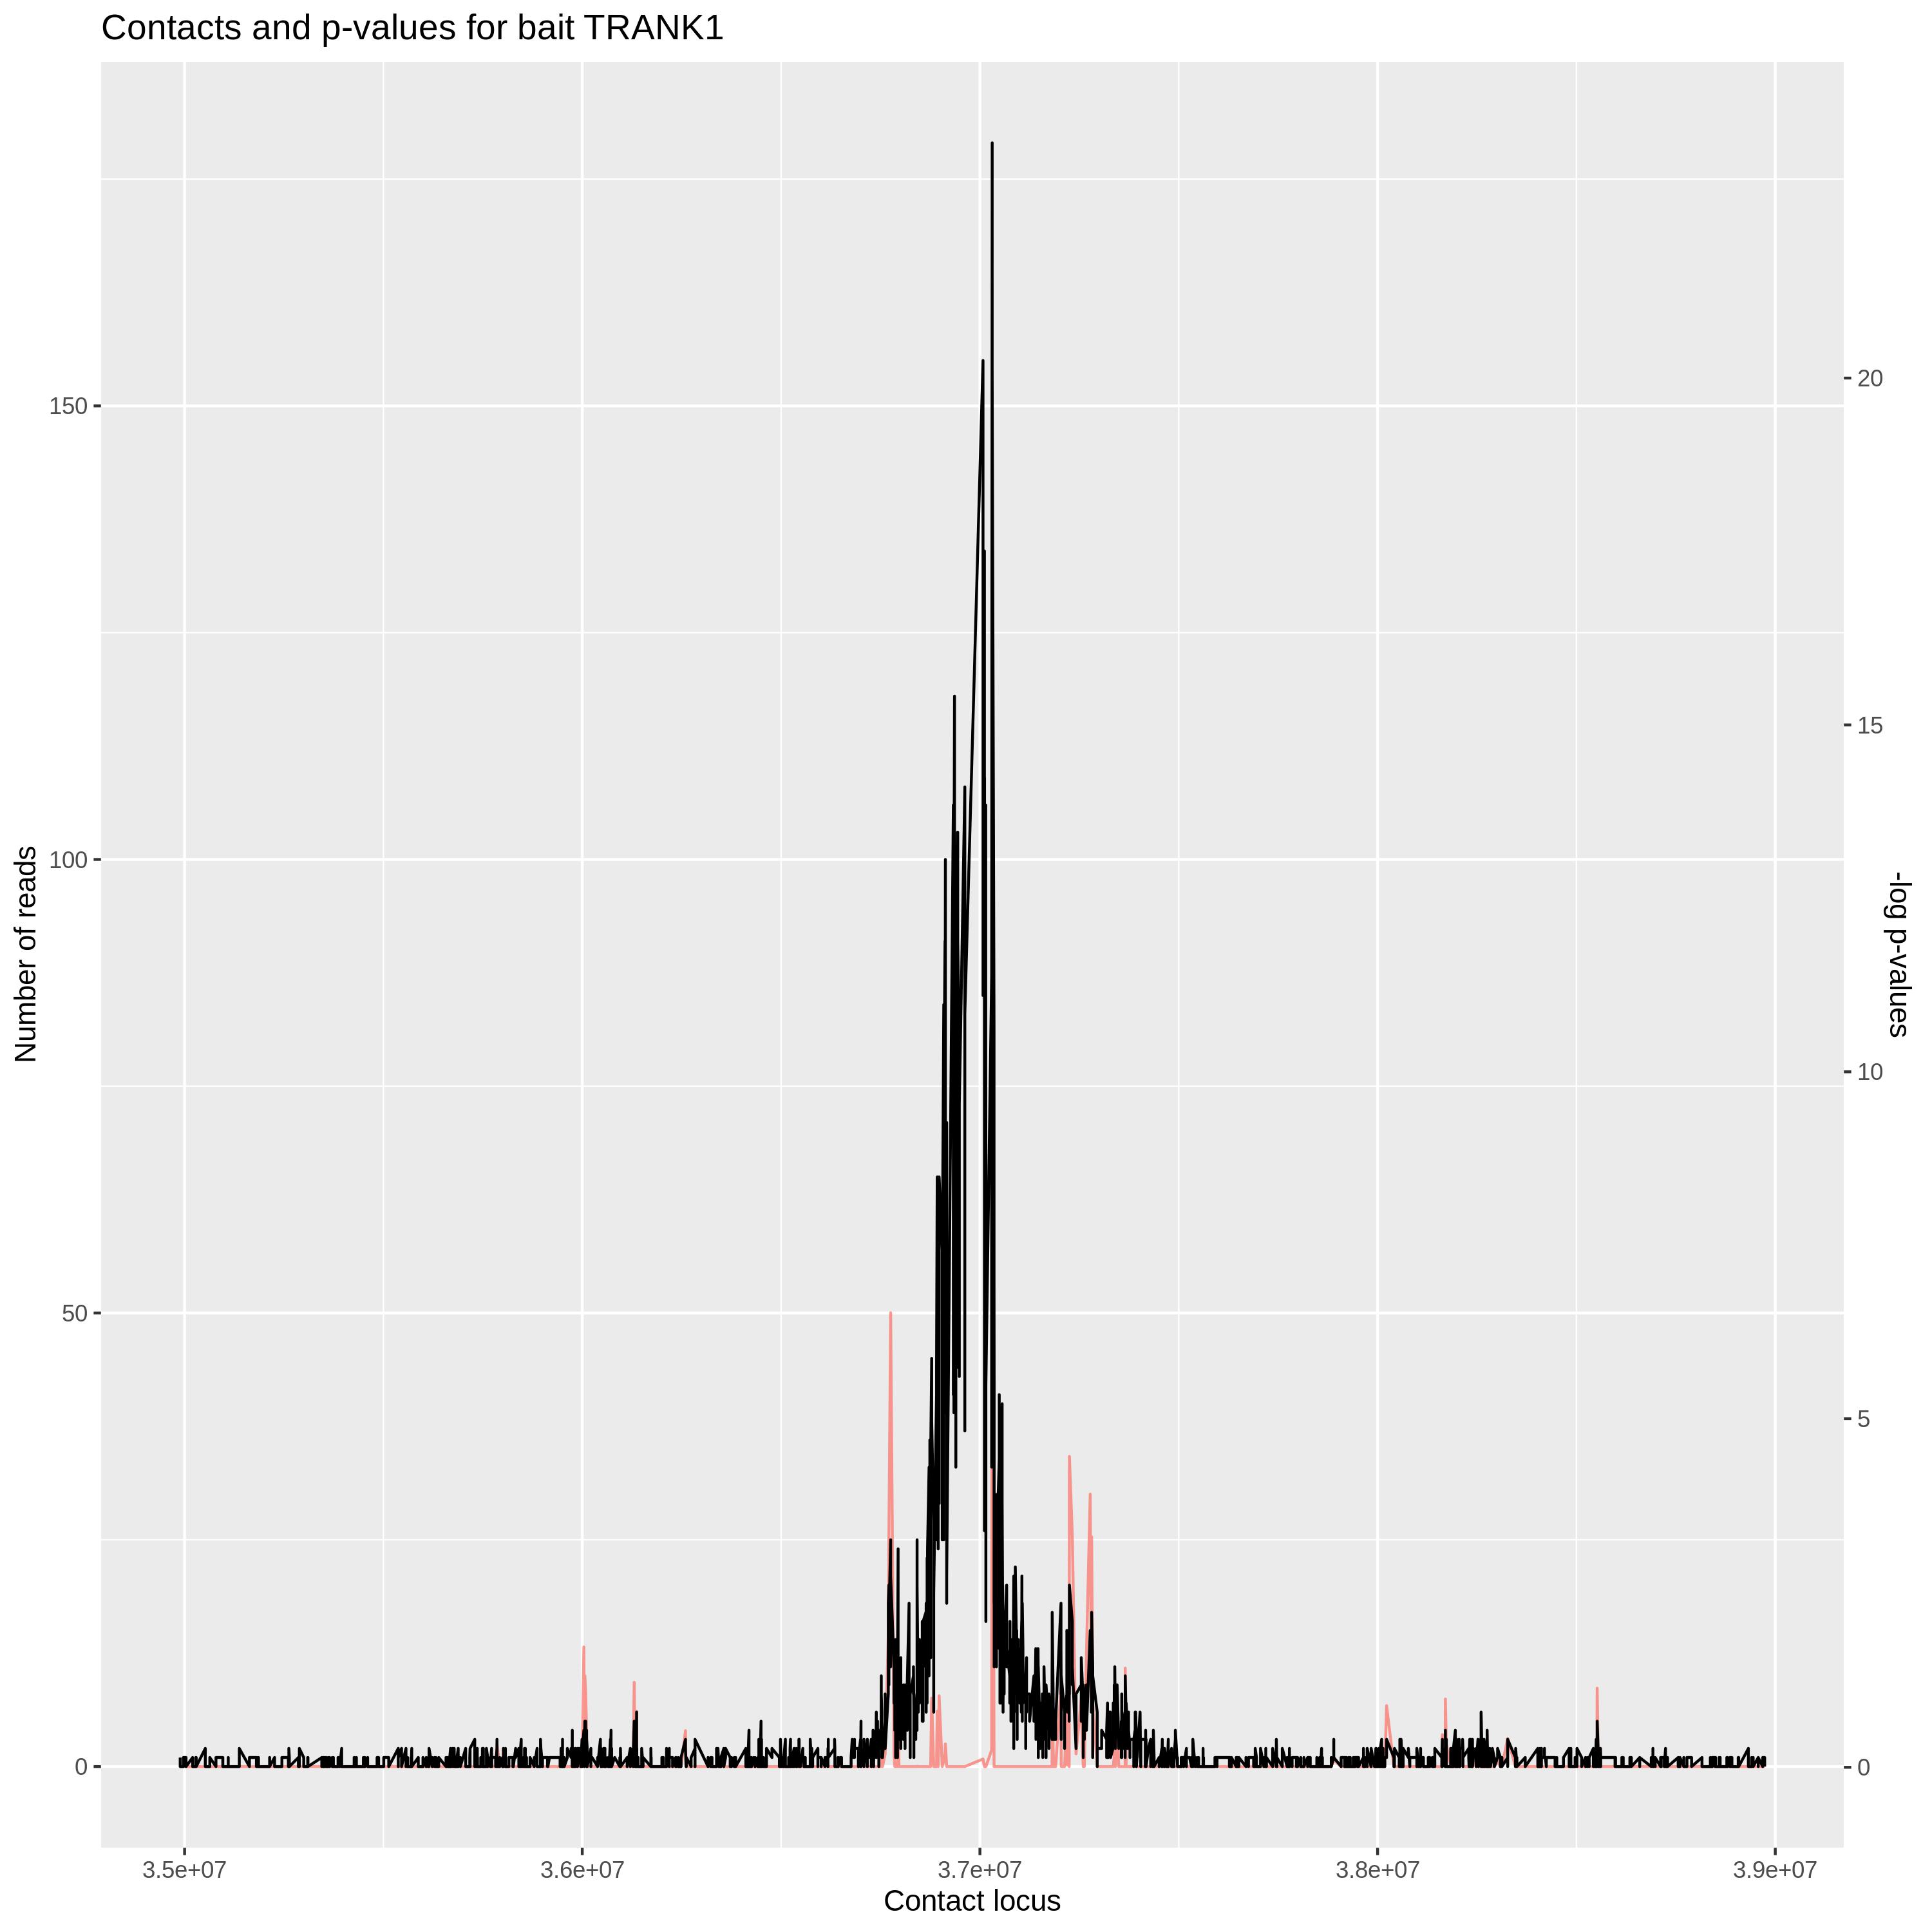 Contacts and p-values for bait TRANK1
150
100
50
0
Number of reads
20
15
10
5
0
-log p-values
3.5e+07
3.6e+07
3.7e+07
3.8e+07
3.9e+07
Contact locus